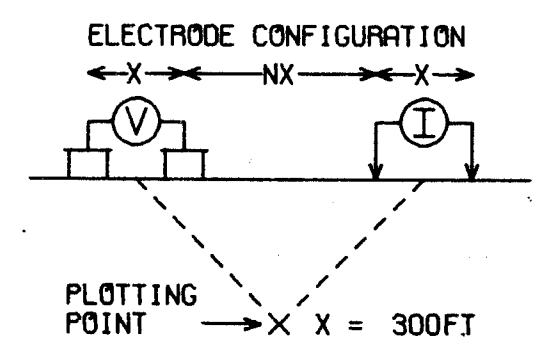 ELECTRODE CONFIGURATION
X NX X
V I
PLOTTING
POINT X X = 300FT